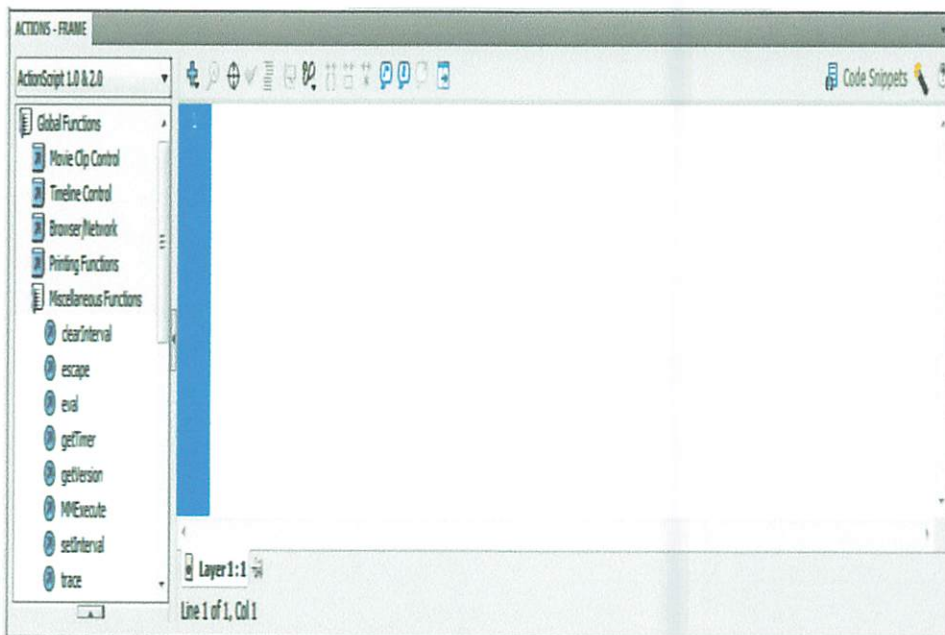 ACTIONS - FRAME
ActionScript 1.0 & 2.0
Code Snippets
Global Functions
Movie Clip Control
Timeline Control
Browser/Network
Printing Functions
Miscellaneous Functions
clearInterval
escape
eval
getTimer
getVersion
MMExecute
setInterval
trace
1
Layer 1 : 1
Line 1 of 1, Col 1